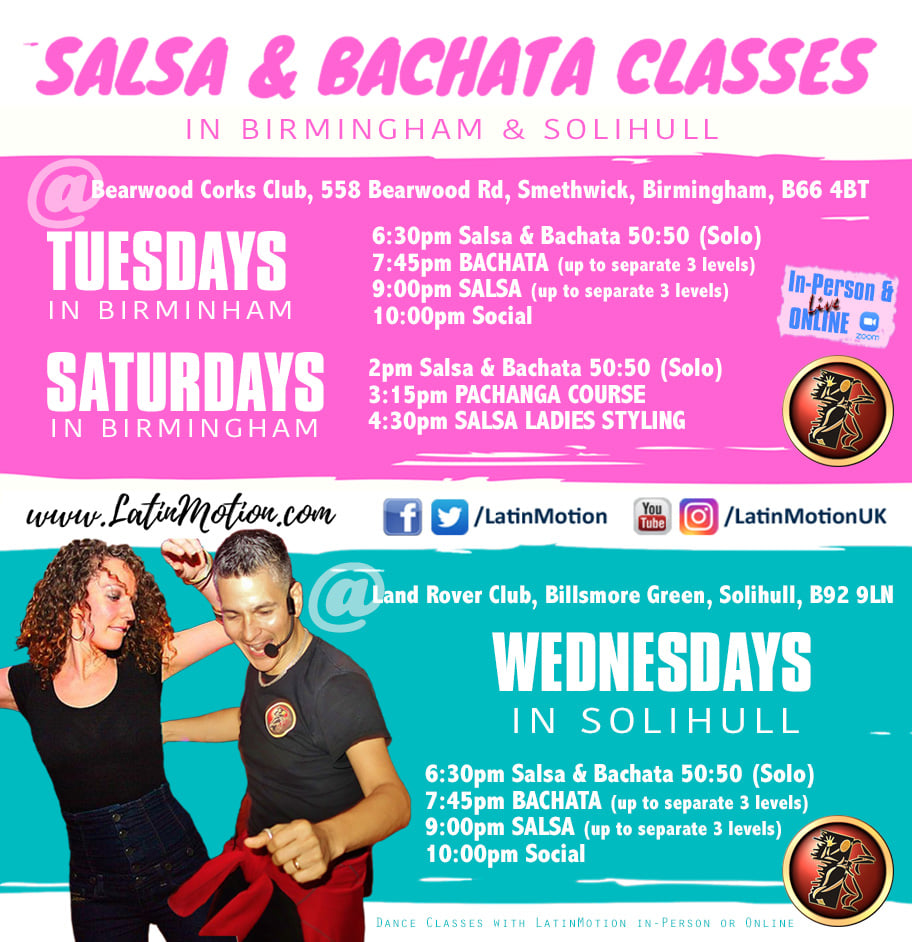 SALSA & BACHATA CLASSES
IN BIRMINGHAM & SOLIHULL
@Bearwood Corks Club, 558 Bearwood Rd, Smethwick, Birmingham, B66 4BT
TUESDAYS
IN BIRMINHAM
6:30pm Salsa & Bachata 50:50 (Solo)
7:45pm BACHATA (up to separate 3 levels)
9:00pm SALSA (up to separate 3 levels)
10:00pm Social
In-Person &
Live
ONLINE
zoom
SATURDAYS
IN BIRMINGHAM
2pm Salsa & Bachata 50:50 (Solo)
3:15pm PACHANGA COURSE
4:30pm SALSA LADIES STYLING
www.LatinMotion.com
f /LatinMotion You Tube /LatinMotionUK
@Land Rover Club, Billsmore Green, Solihull, B92 9LN
WEDNESDAYS
IN SOLIHULL
6:30pm Salsa & Bachata 50:50 (Solo)
7:45pm BACHATA (up to separate 3 levels)
9:00pm SALSA (up to separate 3 levels)
10:00pm Social
Dance Classes with LatinMotion in-Person or Online